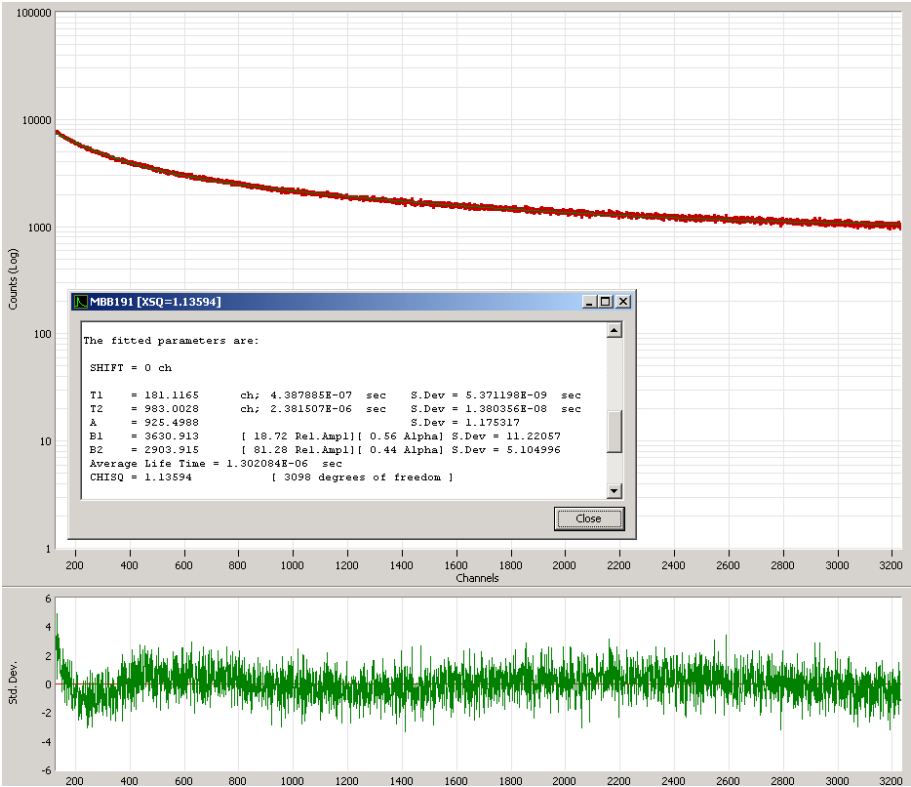 100000
10000
1000
100
10
1
Counts (Log)
MBB191 [XSQ=1.13594]
The fitted parameters are:
SHIFT = 0 ch
T1 = 181.1165 ch; 4.387885E-07 sec S.Dev = 5.371198E-09 sec
T2 = 983.0028 ch; 2.381507E-06 sec S.Dev = 1.380356E-08 sec
A = 925.4988 S.Dev = 1.175317
B1 = 3630.913 [ 18.72 Rel.Ampl][ 0.56 Alpha] S.Dev = 11.22057
B2 = 2903.915 [ 81.28 Rel.Ampl][ 0.44 Alpha] S.Dev = 5.104996
Average Life Time = 1.302084E-06 sec
CHISQ = 1.13594 [ 3098 degrees of freedom ]
Close
200 400 600 800 1000 1200 1400 1600 1800 2000 2200 2400 2600 2800 3000 3200
Channels
6
4
2
0
-2
-4
-6
Std. Dev.
200 400 600 800 1000 1200 1400 1600 1800 2000 2200 2400 2600 2800 3000 3200